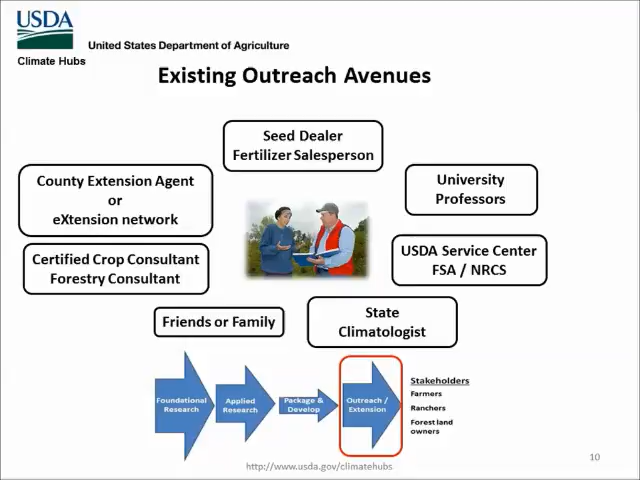 USDA
United States Department of Agriculture
Climate Hubs
Existing Outreach Avenues
Seed Dealer
Fertilizer Salesperson
County Extension Agent
or
eXtension network
University
Professors
Certified Crop Consultant
Forestry Consultant
USDA Service Center
FSA / NRCS
Friends or Family
State
Climatologist
Foundational
Research
Applied
Research
Package &
Develop
Outreach /
Extension
Stakeholders
Farmers
Ranchers
Forest land
owners
http://www.usda.gov/climatehubs
10